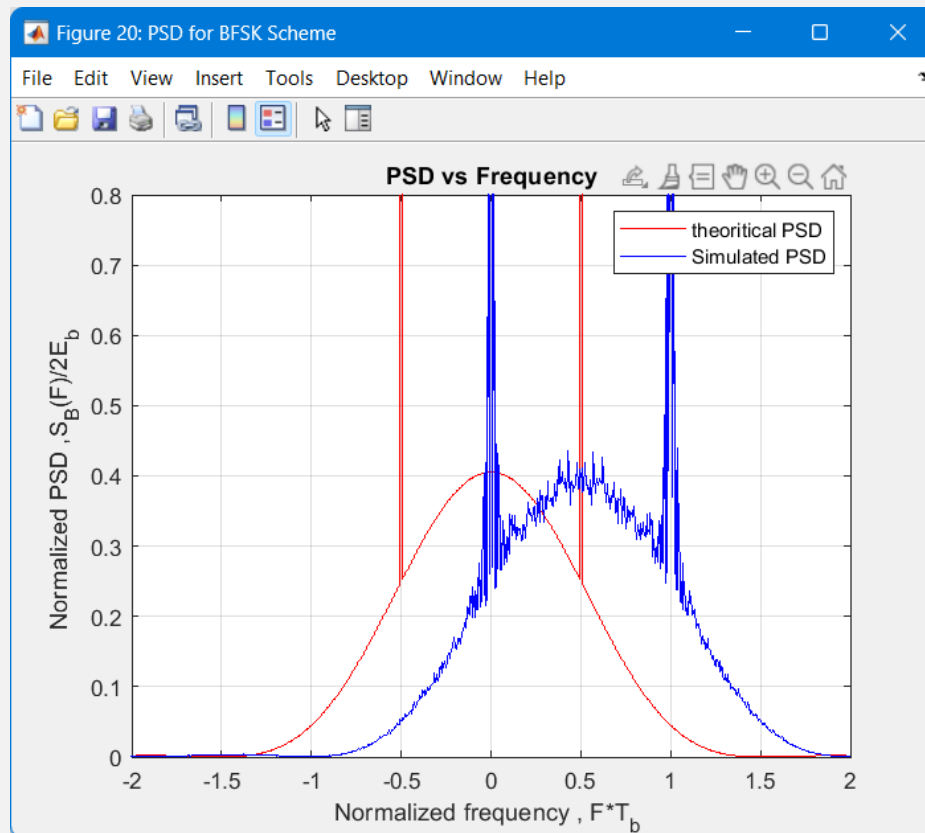 Figure 20: PSD for BFSK Scheme
File Edit View Insert Tools Desktop Window Help
PSD vs Frequency
theoritical PSD
Simulated PSD
0.8
0.7
0.6
0.5
0.4
0.3
0.2
0.1
0
Normalized PSD ,S_B(F)/2E_b
-2 -1.5 -1 -0.5 0 0.5 1 1.5 2
Normalized frequency , F*T_b